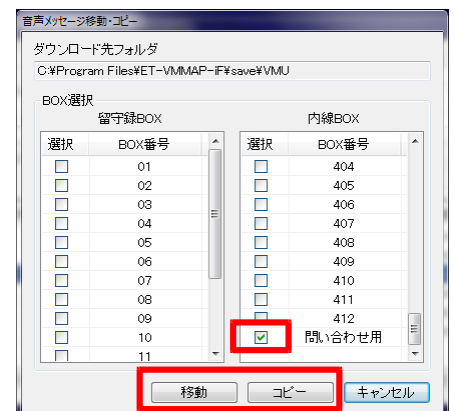 音声メッセージ移動・コピー
ダウンロード先フォルダ
C:¥Program Files¥ET-VMMAP-iF¥save¥VMU
BOX選択
留守録BOX
選択 BOX番号
01
02
03
04
05
06
07
08
09
10
11
内線BOX
選択 BOX番号
404
405
406
407
408
409
410
411
412
問い合わせ用
移動 コピー キャンセル